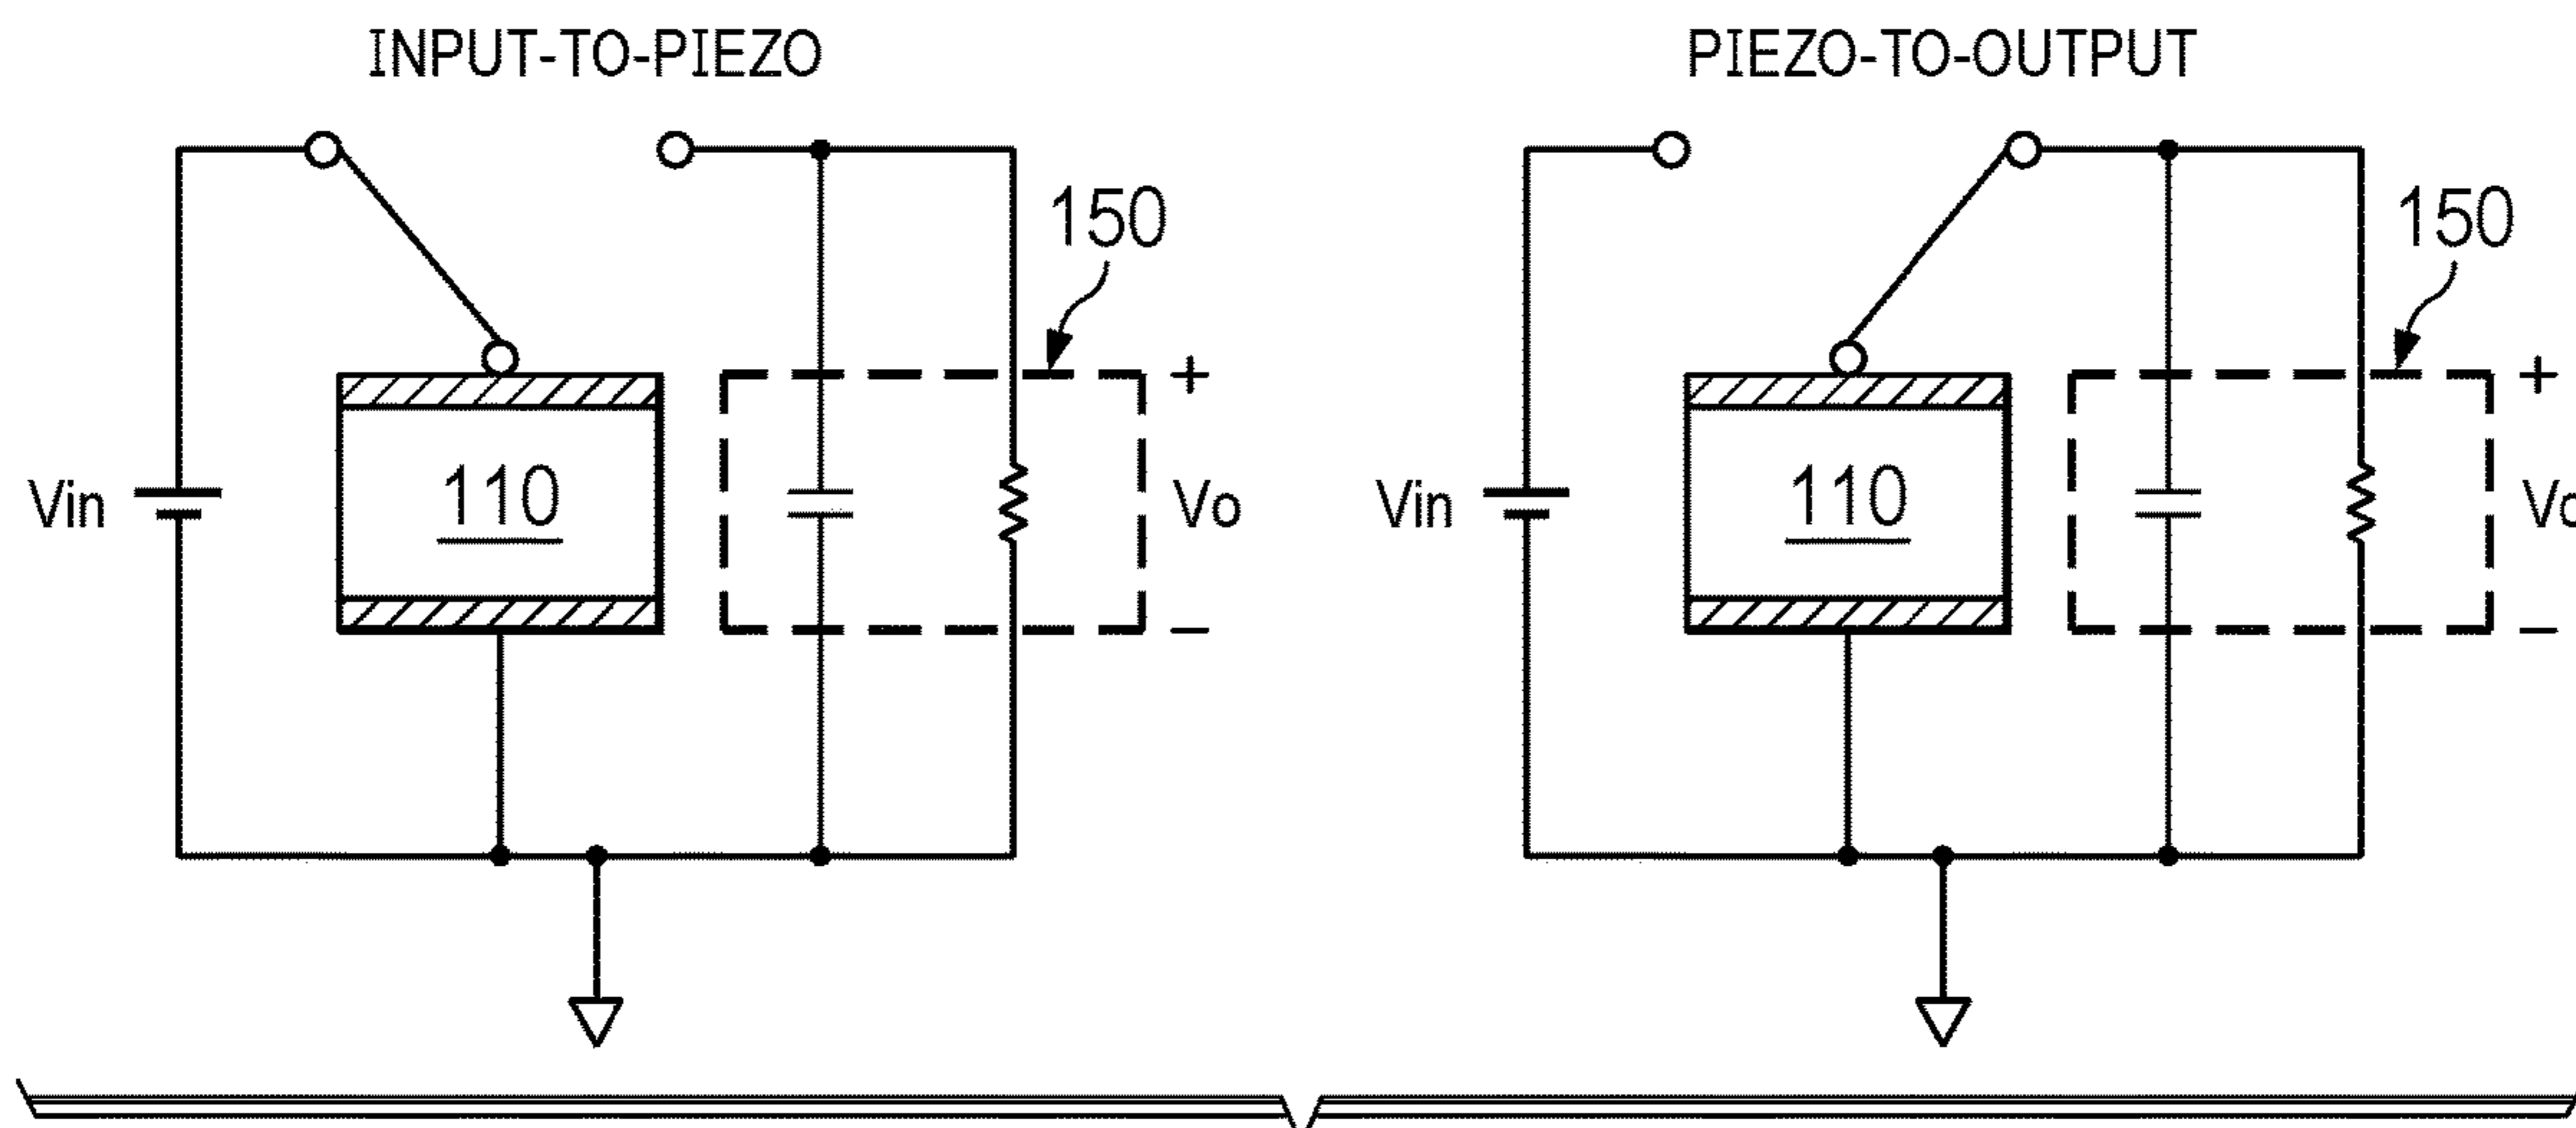 INPUT-TO-PIEZO
150
+
110
Vin
Vo
–
PIEZO-TO-OUTPUT
150
+
110
Vin
–